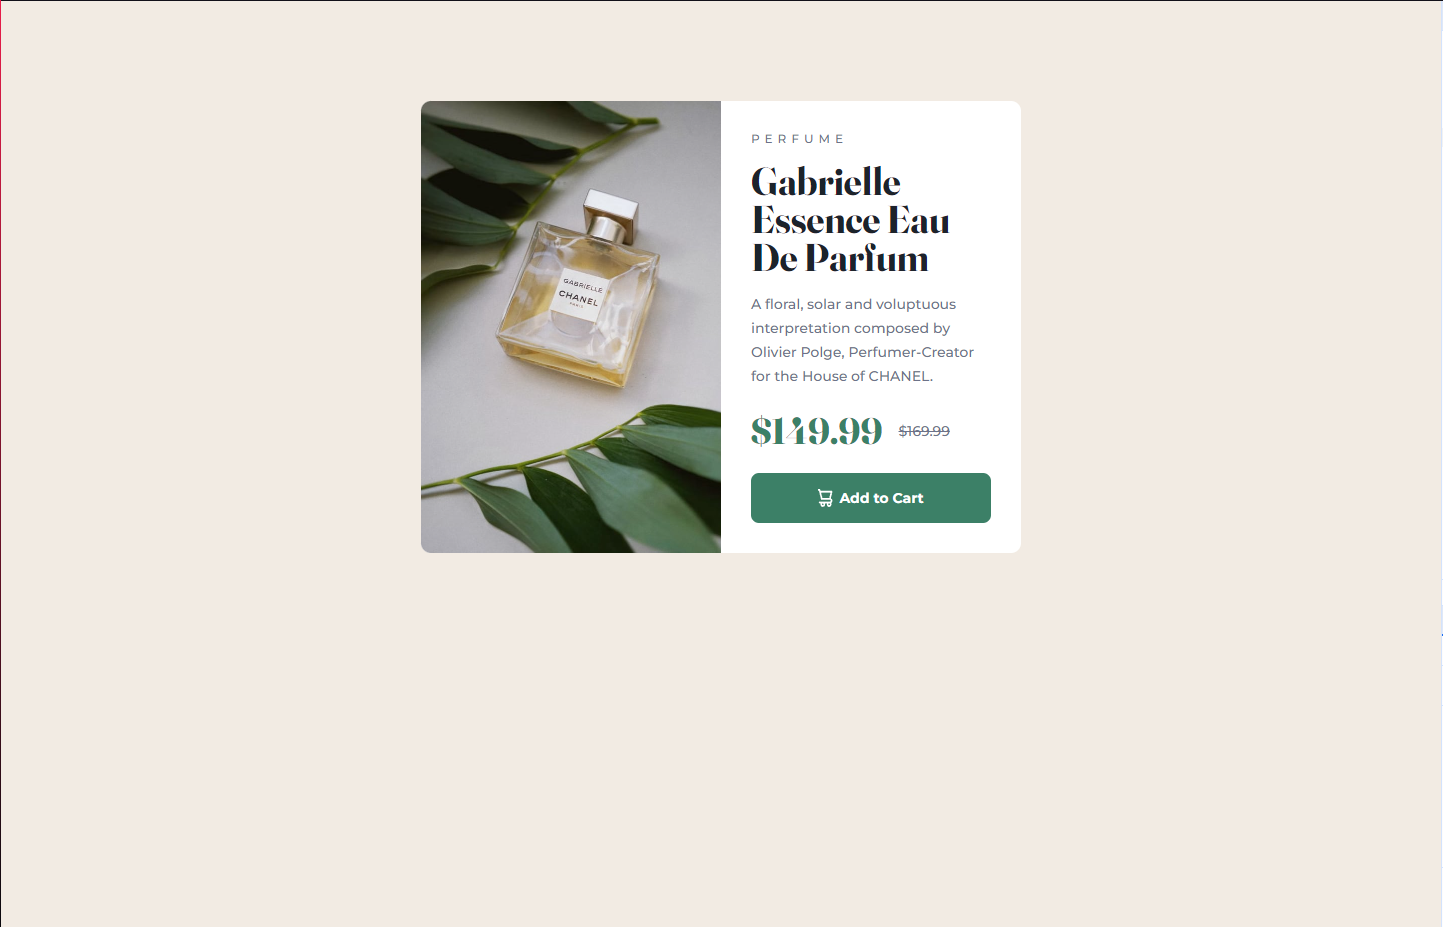 GABRIELLE
CHANEL
PARIS
PERFUME
Gabrielle
Essence Eau
De Parfum
A floral, solar and voluptuous
interpretation composed by
Olivier Polge, Perfumer-Creator
for the House of CHANEL.
$149.99 $169.99
Add to Cart